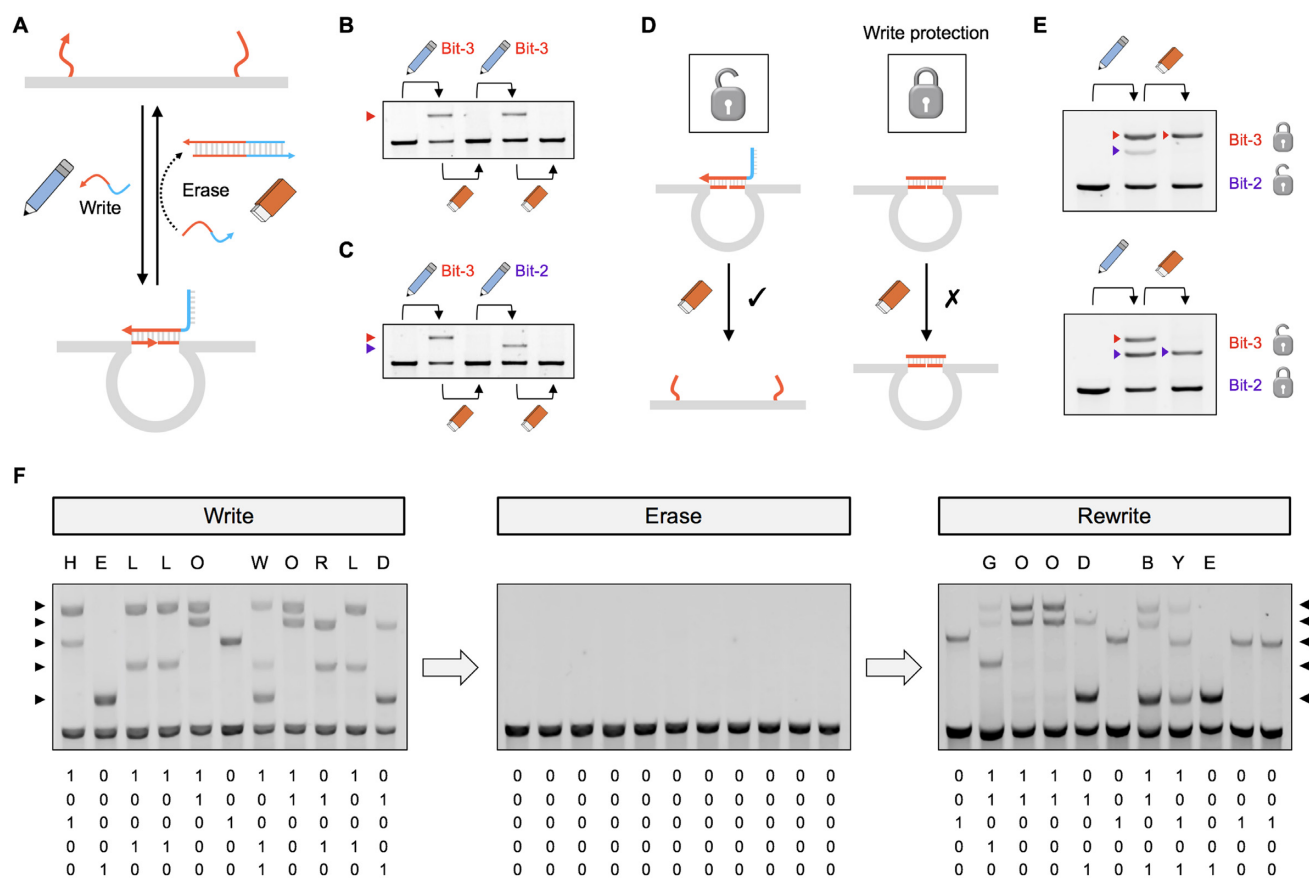 A
Write
Erase
B
Bit-3 Bit-3
C
Bit-3 Bit-2
D
Write protection
✓ ✗
E
Bit-3
Bit-2
Bit-3
Bit-2
F
Write
H E L L O W O R L D
1 0 1 1 1 0 1 1 0 1 0
0 0 0 0 1 0 0 1 1 0 1
1 0 0 0 0 1 0 0 0 0 0
0 0 1 1 0 0 1 0 1 1 0
0 1 0 0 0 0 1 0 0 0 1
Erase
0 0 0 0 0 0 0 0 0 0 0
0 0 0 0 0 0 0 0 0 0 0
0 0 0 0 0 0 0 0 0 0 0
0 0 0 0 0 0 0 0 0 0 0
0 0 0 0 0 0 0 0 0 0 0
Rewrite
G O O D B Y E
0 1 1 1 0 0 1 1 0 0 0
0 1 1 1 1 0 1 0 0 0 0
1 0 0 0 0 1 0 1 0 1 1
0 1 0 0 0 0 0 0 0 0 0
0 0 0 0 1 0 1 1 1 0 0